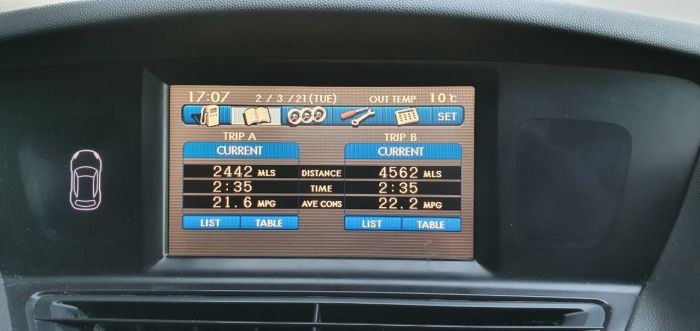 17:07 2 / 3 / 21(TUE) OUT TEMP 10℃
SET
TRIP A TRIP B
CURRENT CURRENT
2442 MLS DISTANCE 4562 MLS
2:35 TIME 2:35
21.6 MPG AVE CONS 22.2 MPG
LIST TABLE LIST TABLE